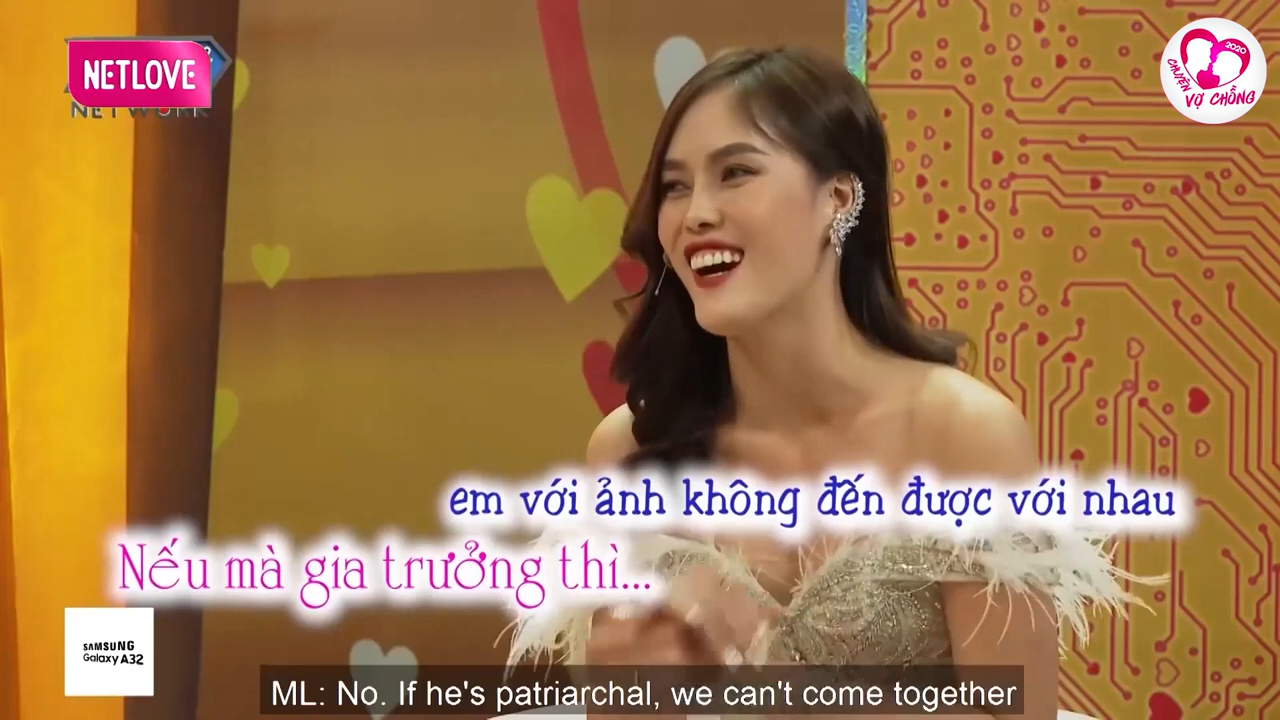 NETLOVE
NETWORK
2020
CHUYỆN
VỢ CHỒNG
em với ảnh không đến được với nhau
Nếu mà gia trưởng thì...
SAMSUNG
Galaxy A32
ML: No. If he's patriarchal, we can't come together